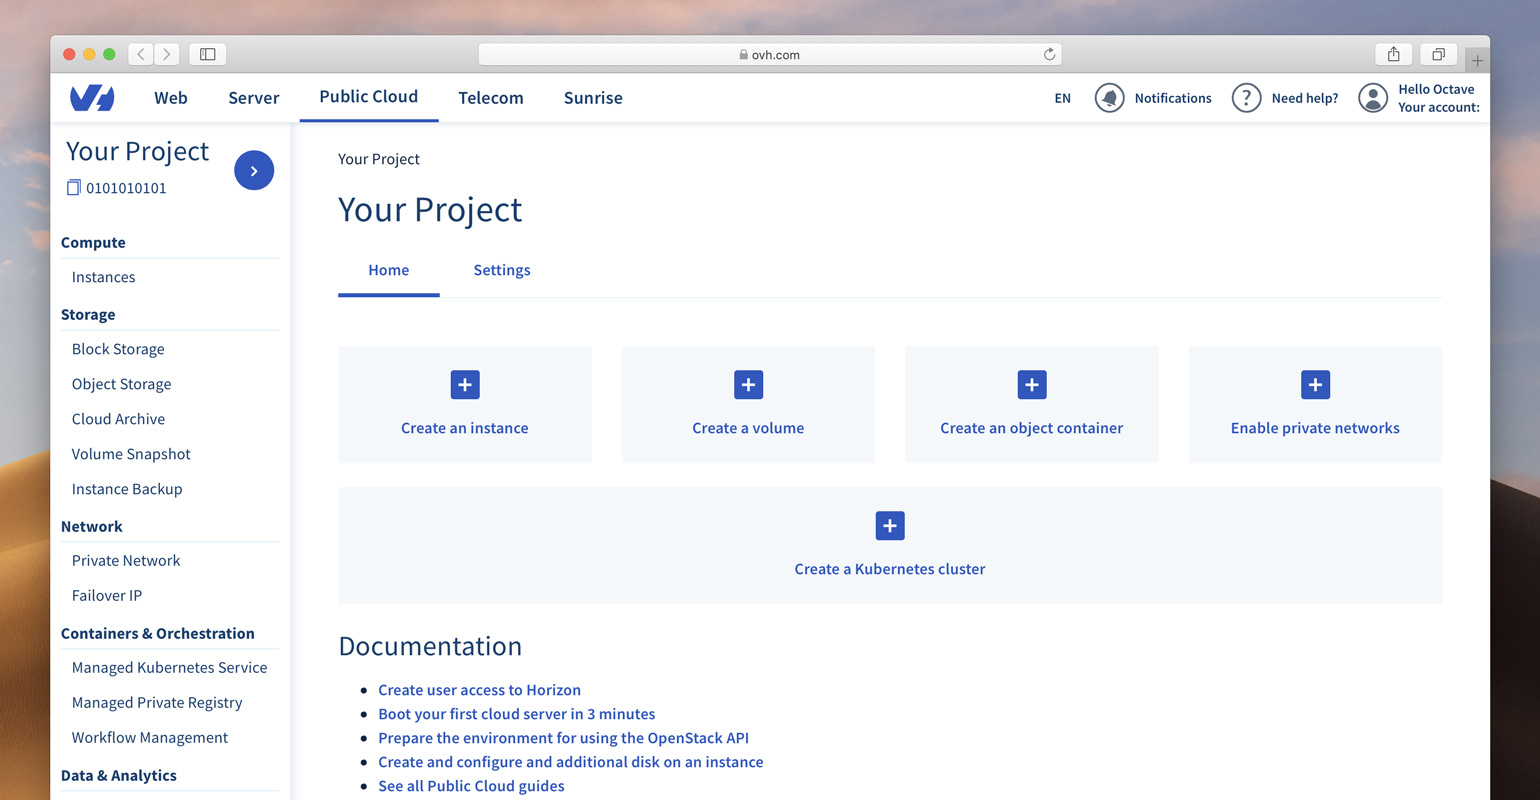 ovh.com
Web
Server
Public Cloud
Telecom
Sunrise
EN
Notifications
?
Need help?
Hello Octave
Your account:
Your Project
0101010101
Compute
Instances
Storage
Block Storage
Object Storage
Cloud Archive
Volume Snapshot
Instance Backup
Network
Private Network
Failover IP
Containers & Orchestration
Managed Kubernetes Service
Managed Private Registry
Workflow Management
Data & Analytics
Your Project
Your Project
Home
Settings
Create an instance
Create a volume
Create an object container
Enable private networks
Create a Kubernetes cluster
Documentation
Create user access to Horizon
Boot your first cloud server in 3 minutes
Prepare the environment for using the OpenStack API
Create and configure and additional disk on an instance
See all Public Cloud guides